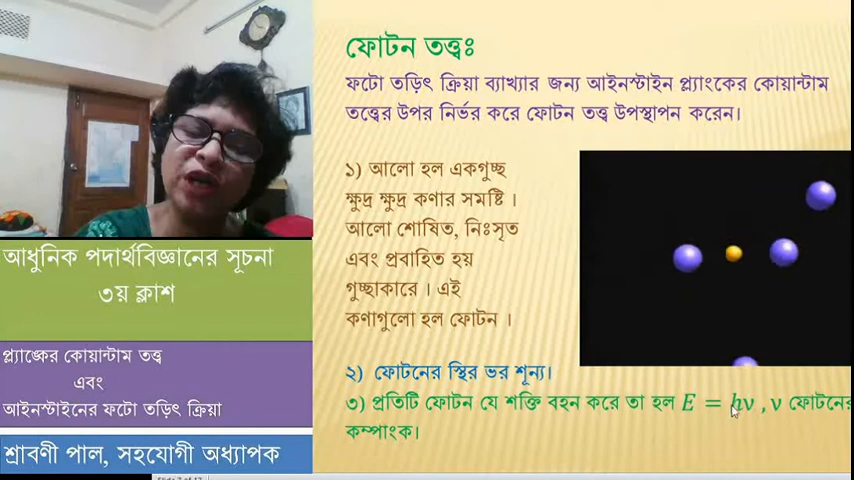 ফোটন তত্ত্বঃ
ফটো তড়িৎ ক্রিয়া ব্যাখ্যার জন্য আইনস্টাইন প্ল্যাংকের কোয়ান্টাম
তত্ত্বের উপর নির্ভর করে ফোটন তত্ত্ব উপস্থাপন করেন।
১) আলো হল একগুচ্ছ
ক্ষুদ্র ক্ষুদ্র কণার সমষ্টি ।
আলো শোষিত, নিঃসৃত
এবং প্রবাহিত হয়
গুচ্ছাকারে । এই
কণাগুলো হল ফোটন ।
২) ফোটনের স্থির ভর শূন্য।
৩) প্রতিটি ফোটন যে শক্তি বহন করে তা হল E = hν , ν ফোটনের
কম্পাংক।
আধুনিক পদার্থবিজ্ঞানের সূচনা
৩য় ক্লাশ
প্ল্যাঙ্কের কোয়ান্টাম তত্ত্ব
এবং
আইনস্টাইনের ফটো তড়িৎ ক্রিয়া
শ্রাবণী পাল, সহযোগী অধ্যাপক